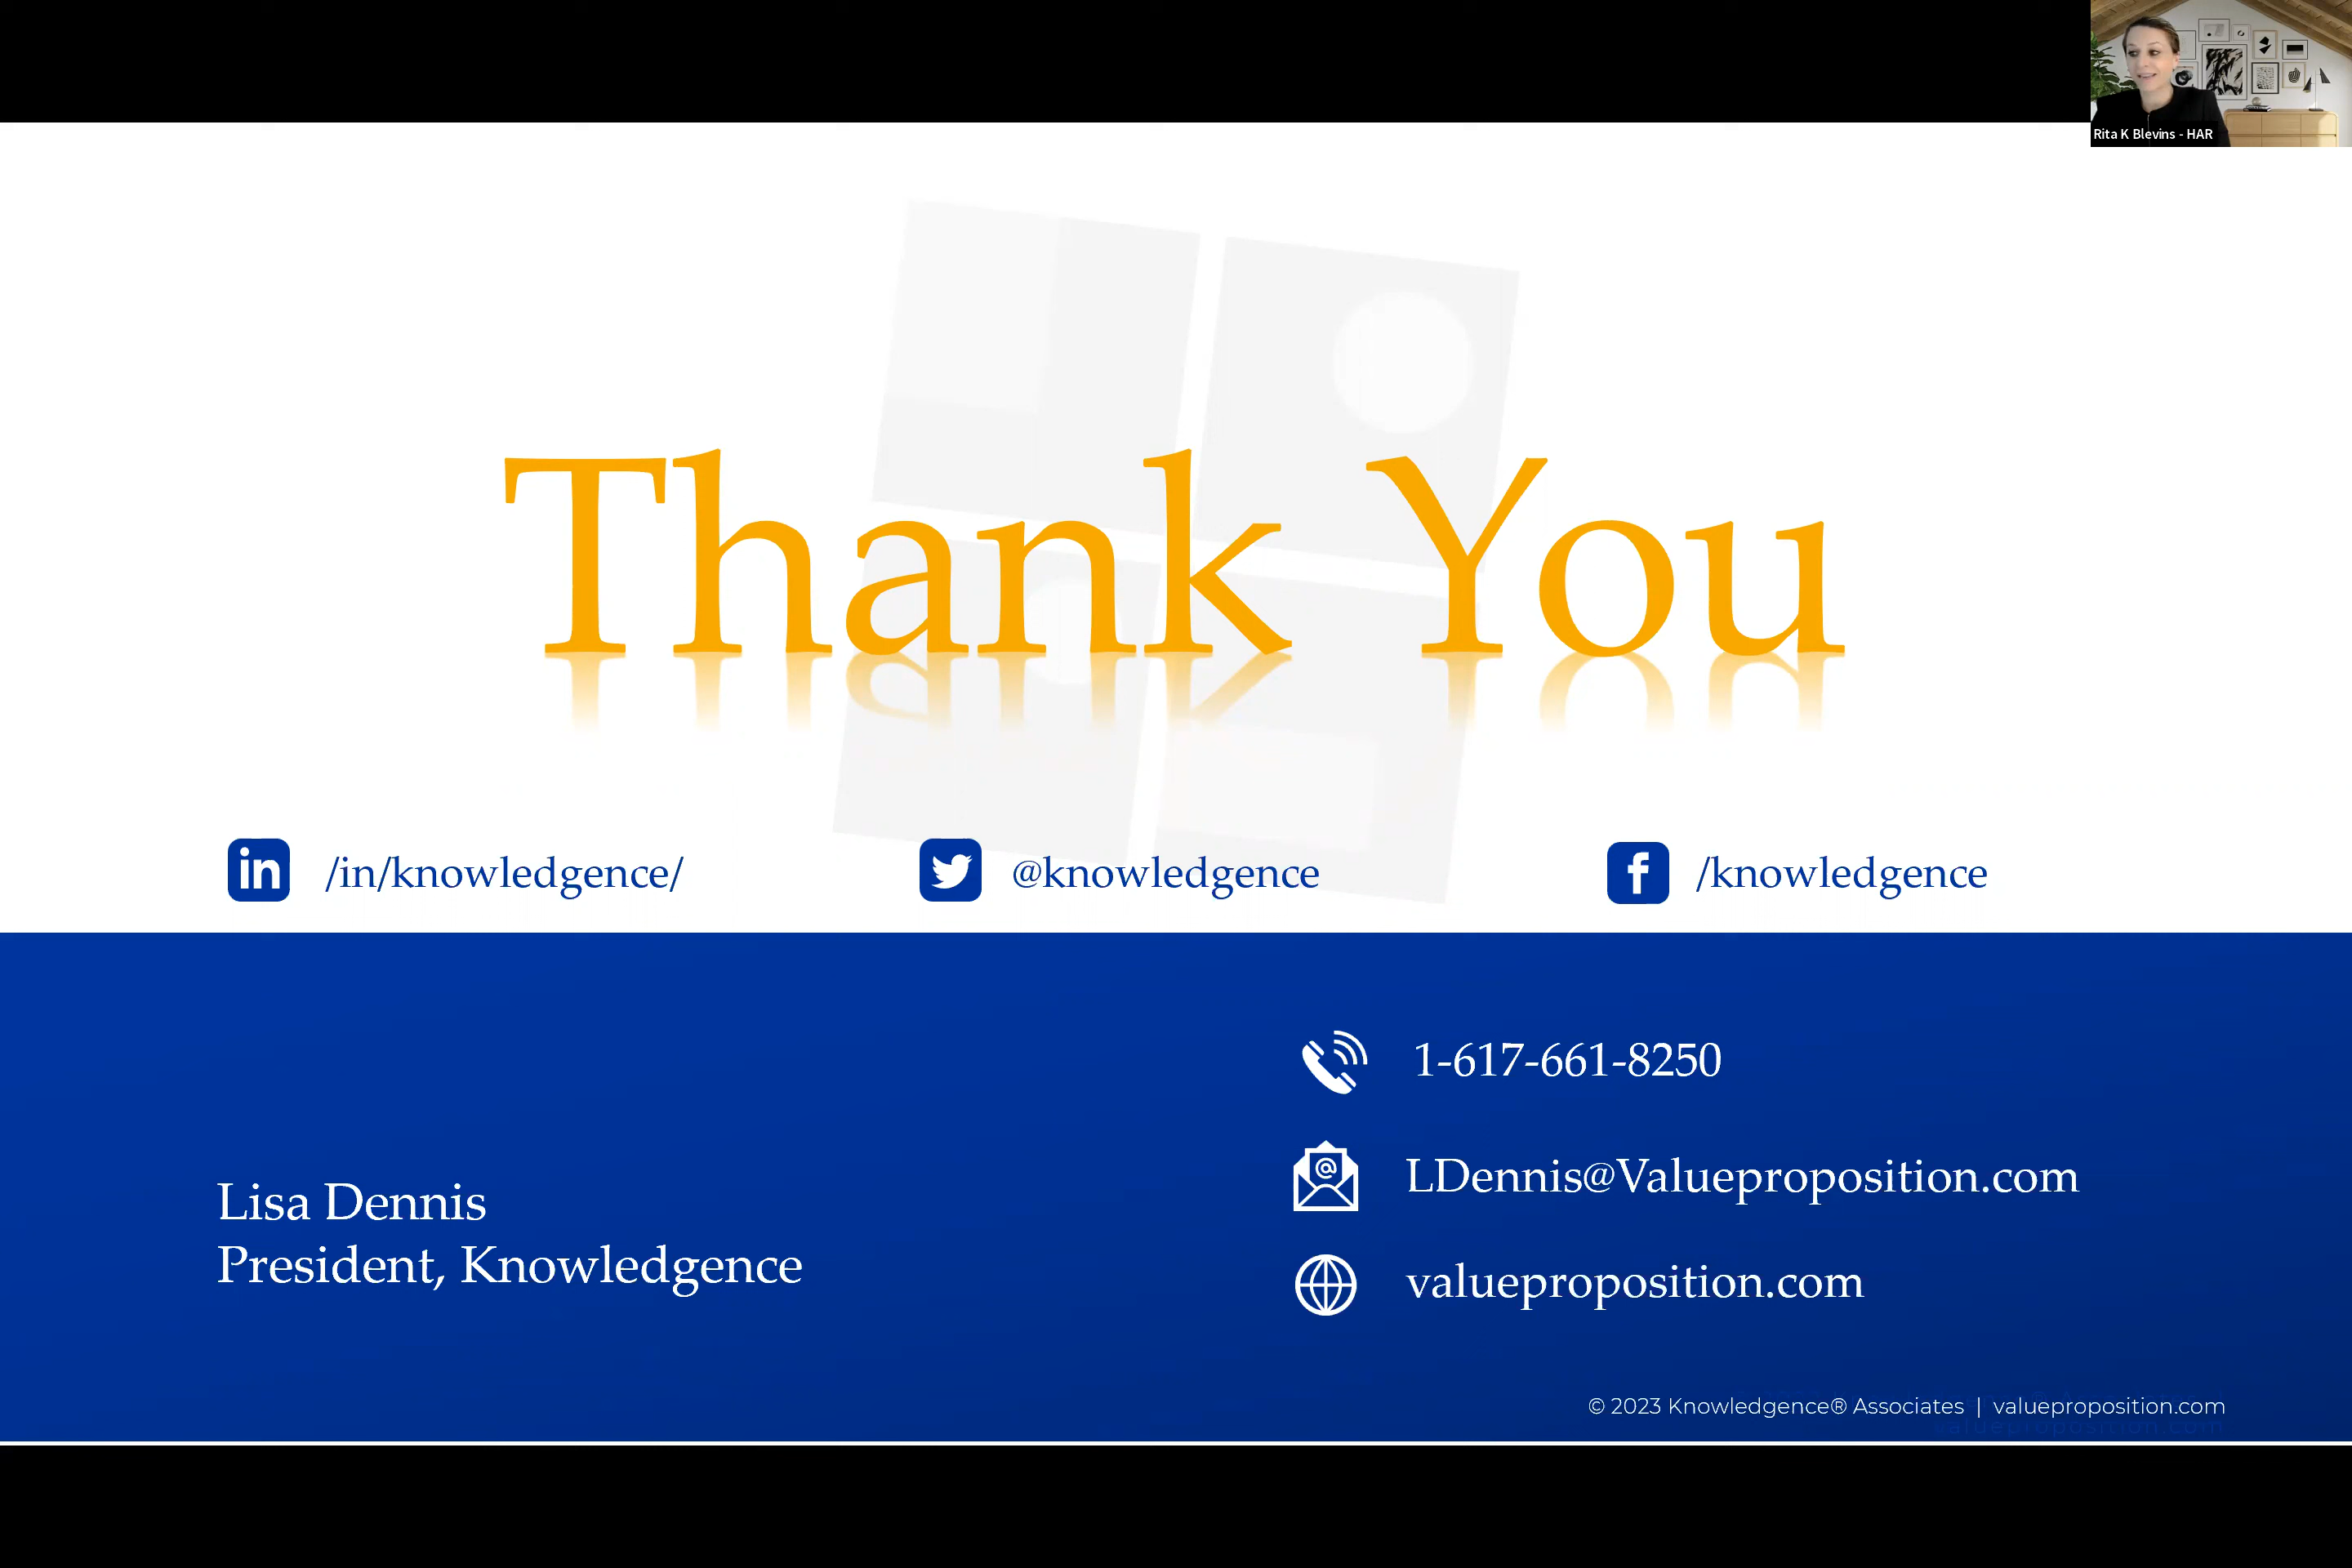 Rita K Blevins - HAR
Thank You
/in/knowledgence/
@knowledgence
/knowledgence
1-617-661-8250
LDennis@Valueproposition.com
Lisa Dennis
President, Knowledgence
valueproposition.com
© 2023 Knowledgence® Associates | valueproposition.com